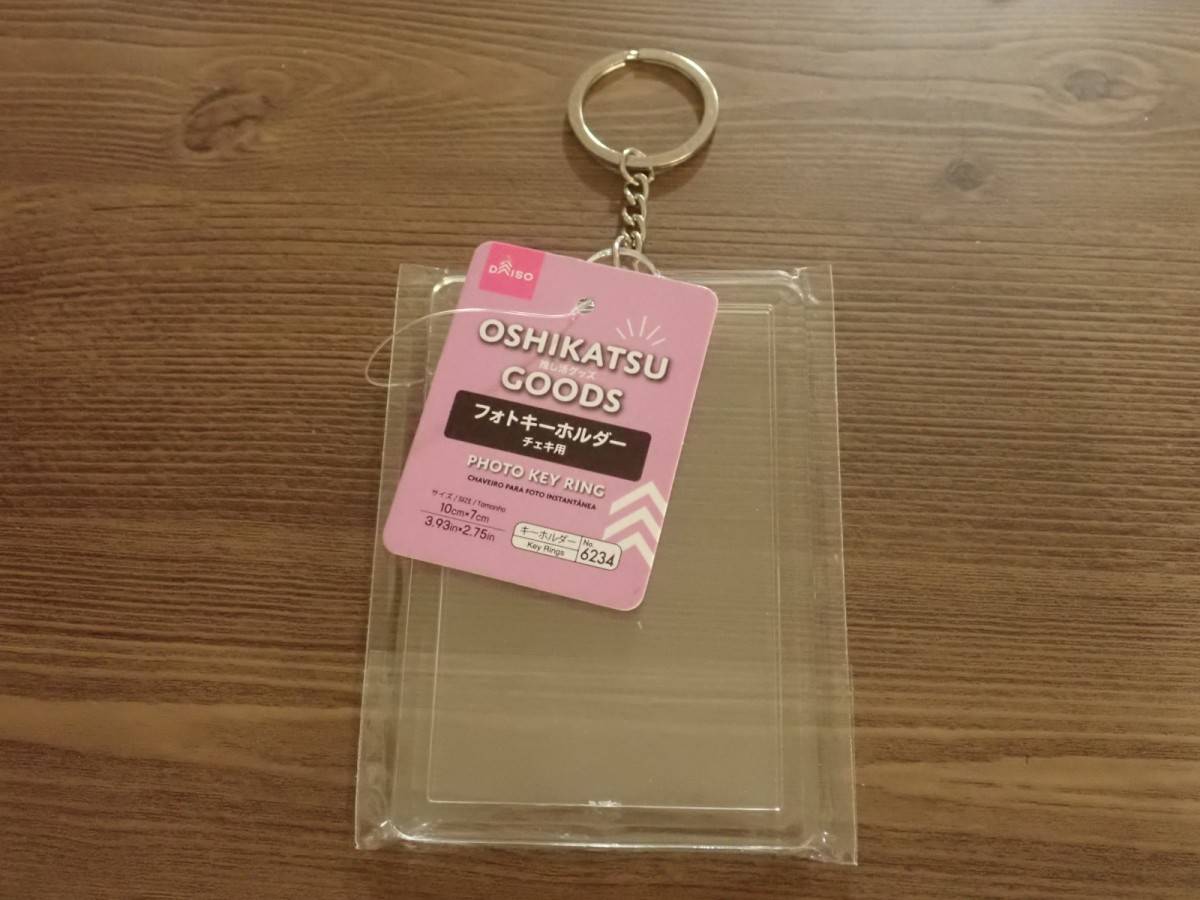 DAISO
OSHIKATSU
推し活グッズ
GOODS
フォトキーホルダー
チェキ用
PHOTO KEY RING
CHAVEIRO PARA FOTO INSTANTÂNEA
サイズ / SIZE / Tamanho
10cm*7cm
3.93in*2.75in
キーホルダー
Key Rings
No.
6234